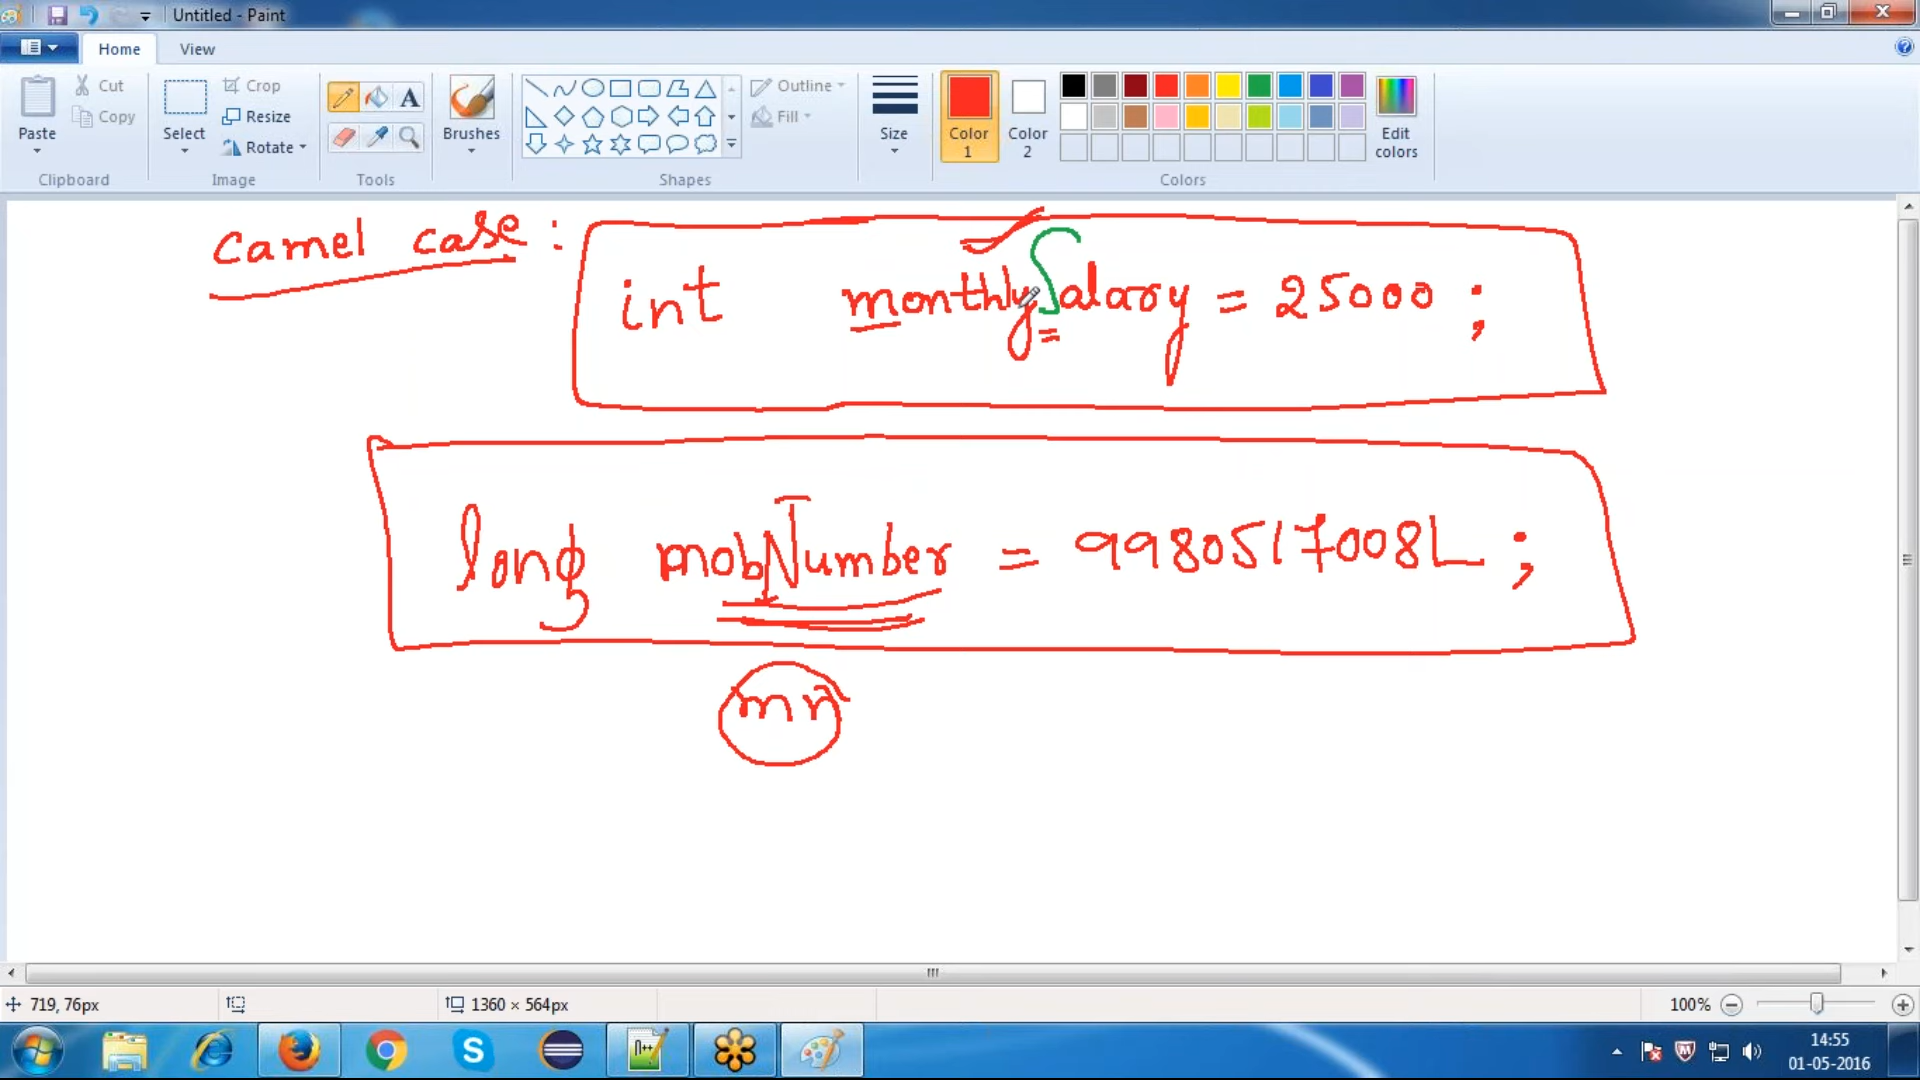 Untitled - Paint
Home View
Paste
Cut
Copy
Clipboard
Select
Crop
Resize
Rotate
Image
Tools
Brushes
Shapes
Outline
Fill
Size
Color 1
Color 2
Edit colors
Colors
camel case :
int monthlySalary = 25000 ;
long mobNumber = 9980517008L ;
mn
719, 76px
1360 × 564px
100%
14:55
01-05-2016